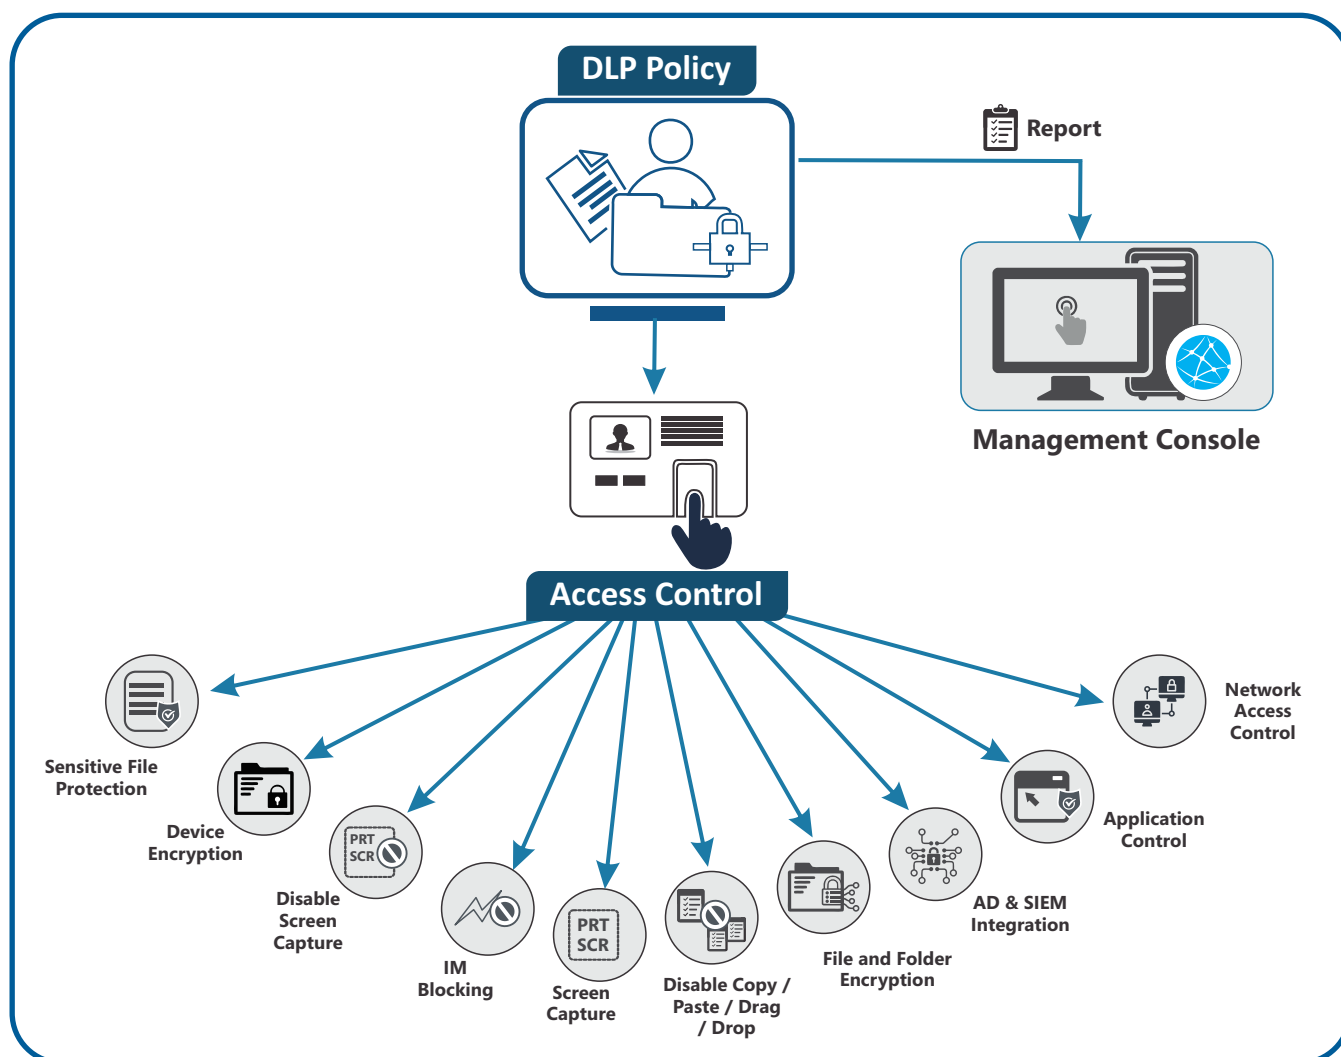 DLP Policy
Report
Management Console
Access Control
Sensitive File
Protection
Device
Encryption
PRT
SCR
Disable
Screen
Capture
IM
Blocking
PRT
SCR
Screen
Capture
Disable Copy /
Paste / Drag
/ Drop
File and Folder
Encryption
AD & SIEM
Integration
Application
Control
Network
Access
Control